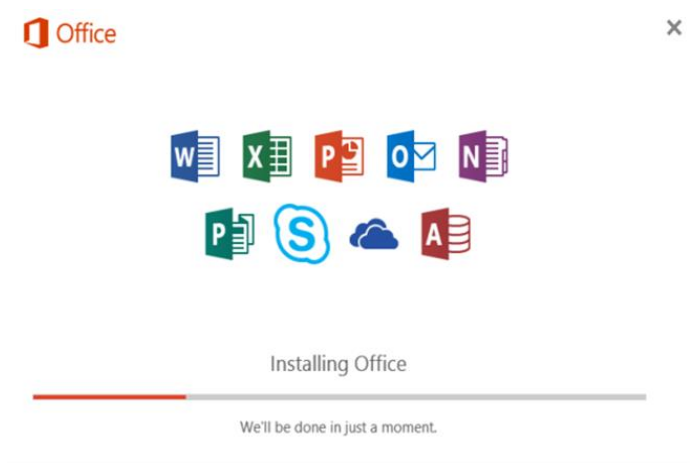 Office
W X P O N
P S A
Installing Office
We'll be done in just a moment.